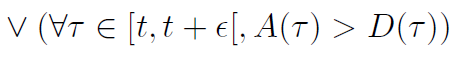 ∨ (∀τ ∈ [t, t + ϵ[, A(τ) > D(τ))